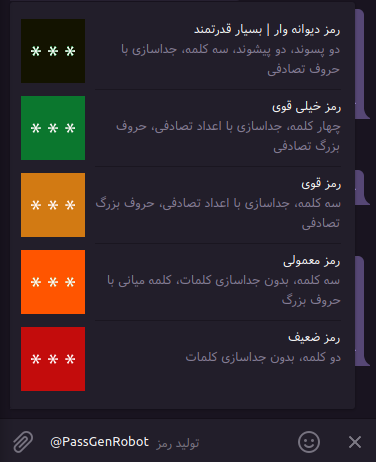 رمز دیوانه وار | بسیار قدرتمند
دو پسوند، دو پیشوند، سه کلمه، جداسازی با
حروف تصادفی
* * *
رمز خیلی قوی
چهار کلمه، جداسازی با اعداد تصادفی، حروف
بزرگ تصادفی
* * *
رمز قوی
سه کلمه، جداسازی با اعداد تصادفی، حروف بزرگ
تصادفی
* * *
رمز معمولی
سه کلمه، بدون جداسازی کلمات، کلمه میانی با
حروف بزرگ
* * *
رمز ضعیف
دو کلمه، بدون جداسازی کلمات
* * *
@PassGenRobot تولید رمز